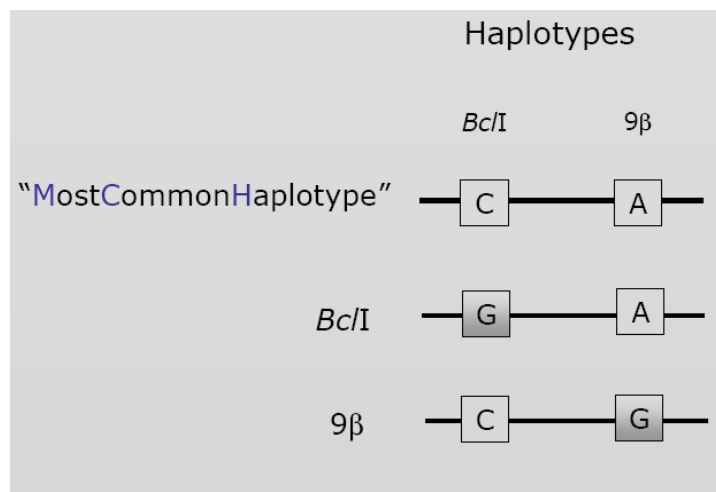 Haplotypes
BclI 9β
“MostCommonHaplotype” C A
BclI G A
9β C G